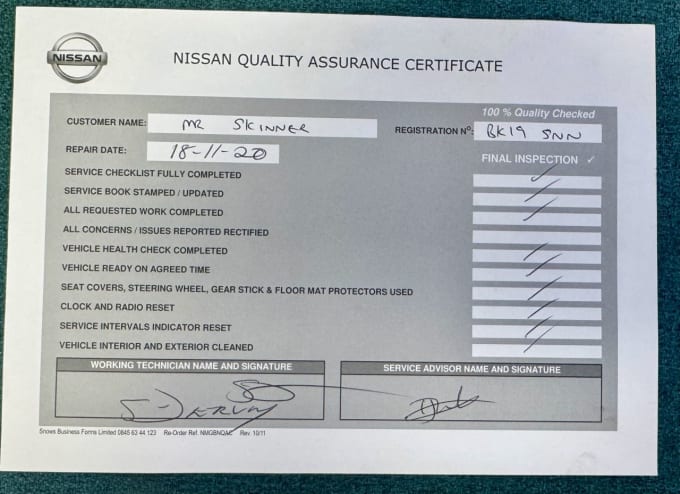 NISSAN
NISSAN QUALITY ASSURANCE CERTIFICATE
100 % Quality Checked
CUSTOMER NAME: MR SKINNER
REGISTRATION Nº: BK19 SNN
REPAIR DATE: 18-11-20
FINAL INSPECTION ✓
SERVICE CHECKLIST FULLY COMPLETED ✓
SERVICE BOOK STAMPED / UPDATED /
ALL REQUESTED WORK COMPLETED /
ALL CONCERNS / ISSUES REPORTED RECTIFIED
VEHICLE HEALTH CHECK COMPLETED /
VEHICLE READY ON AGREED TIME /
SEAT COVERS, STEERING WHEEL, GEAR STICK & FLOOR MAT PROTECTORS USED /
CLOCK AND RADIO RESET /
SERVICE INTERVALS INDICATOR RESET /
VEHICLE INTERIOR AND EXTERIOR CLEANED /
WORKING TECHNICIAN NAME AND SIGNATURE
SERVICE ADVISOR NAME AND SIGNATURE
Snows Business Forms Limited 0845 63 44 123 Re-Order Ref. NMGBNQAC Rev. 10/11